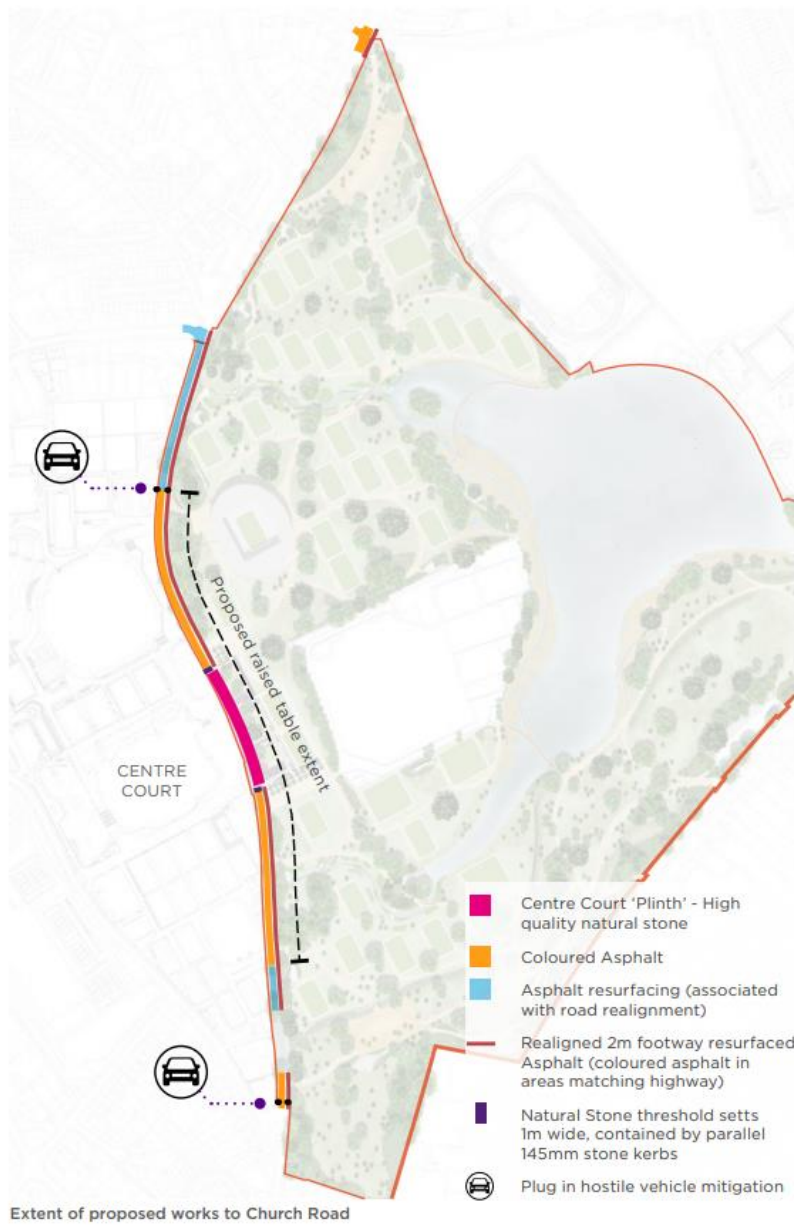 Proposed raised table extent
CENTRE
COURT
Centre Court 'Plinth' - High
quality natural stone
Coloured Asphalt
Asphalt resurfacing (associated
with road realignment)
Realigned 2m footway resurfaced
Asphalt (coloured asphalt in
areas matching highway)
Natural Stone threshold setts
1m wide, contained by parallel
145mm stone kerbs
Plug in hostile vehicle mitigation
Extent of proposed works to Church Road